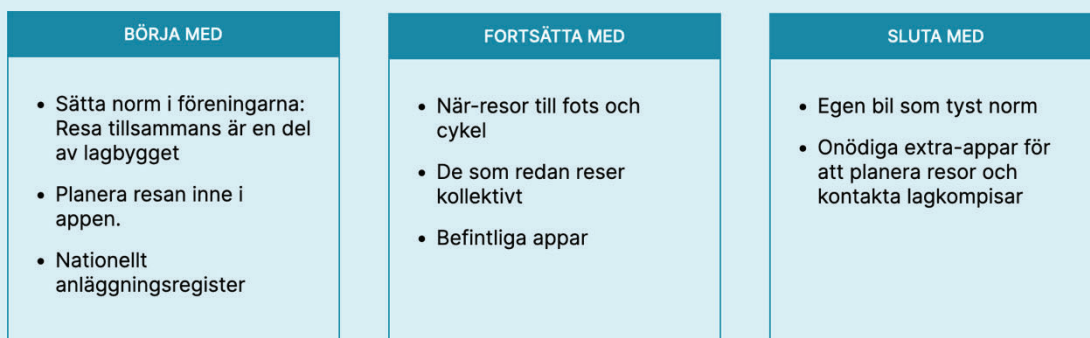 BÖRJA MED
• Sätta norm i föreningarna:
Resa tillsammans är en del
av lagbygget
• Planera resan inne i
appen.
• Nationellt
anläggningsregister
FORTSÄTTA MED
• När-resor till fots och
cykel
• De som redan reser
kollektivt
• Befintliga appar
SLUTA MED
• Egen bil som tyst norm
• Onödiga extra-appar för
att planera resor och
kontakta lagkompisar